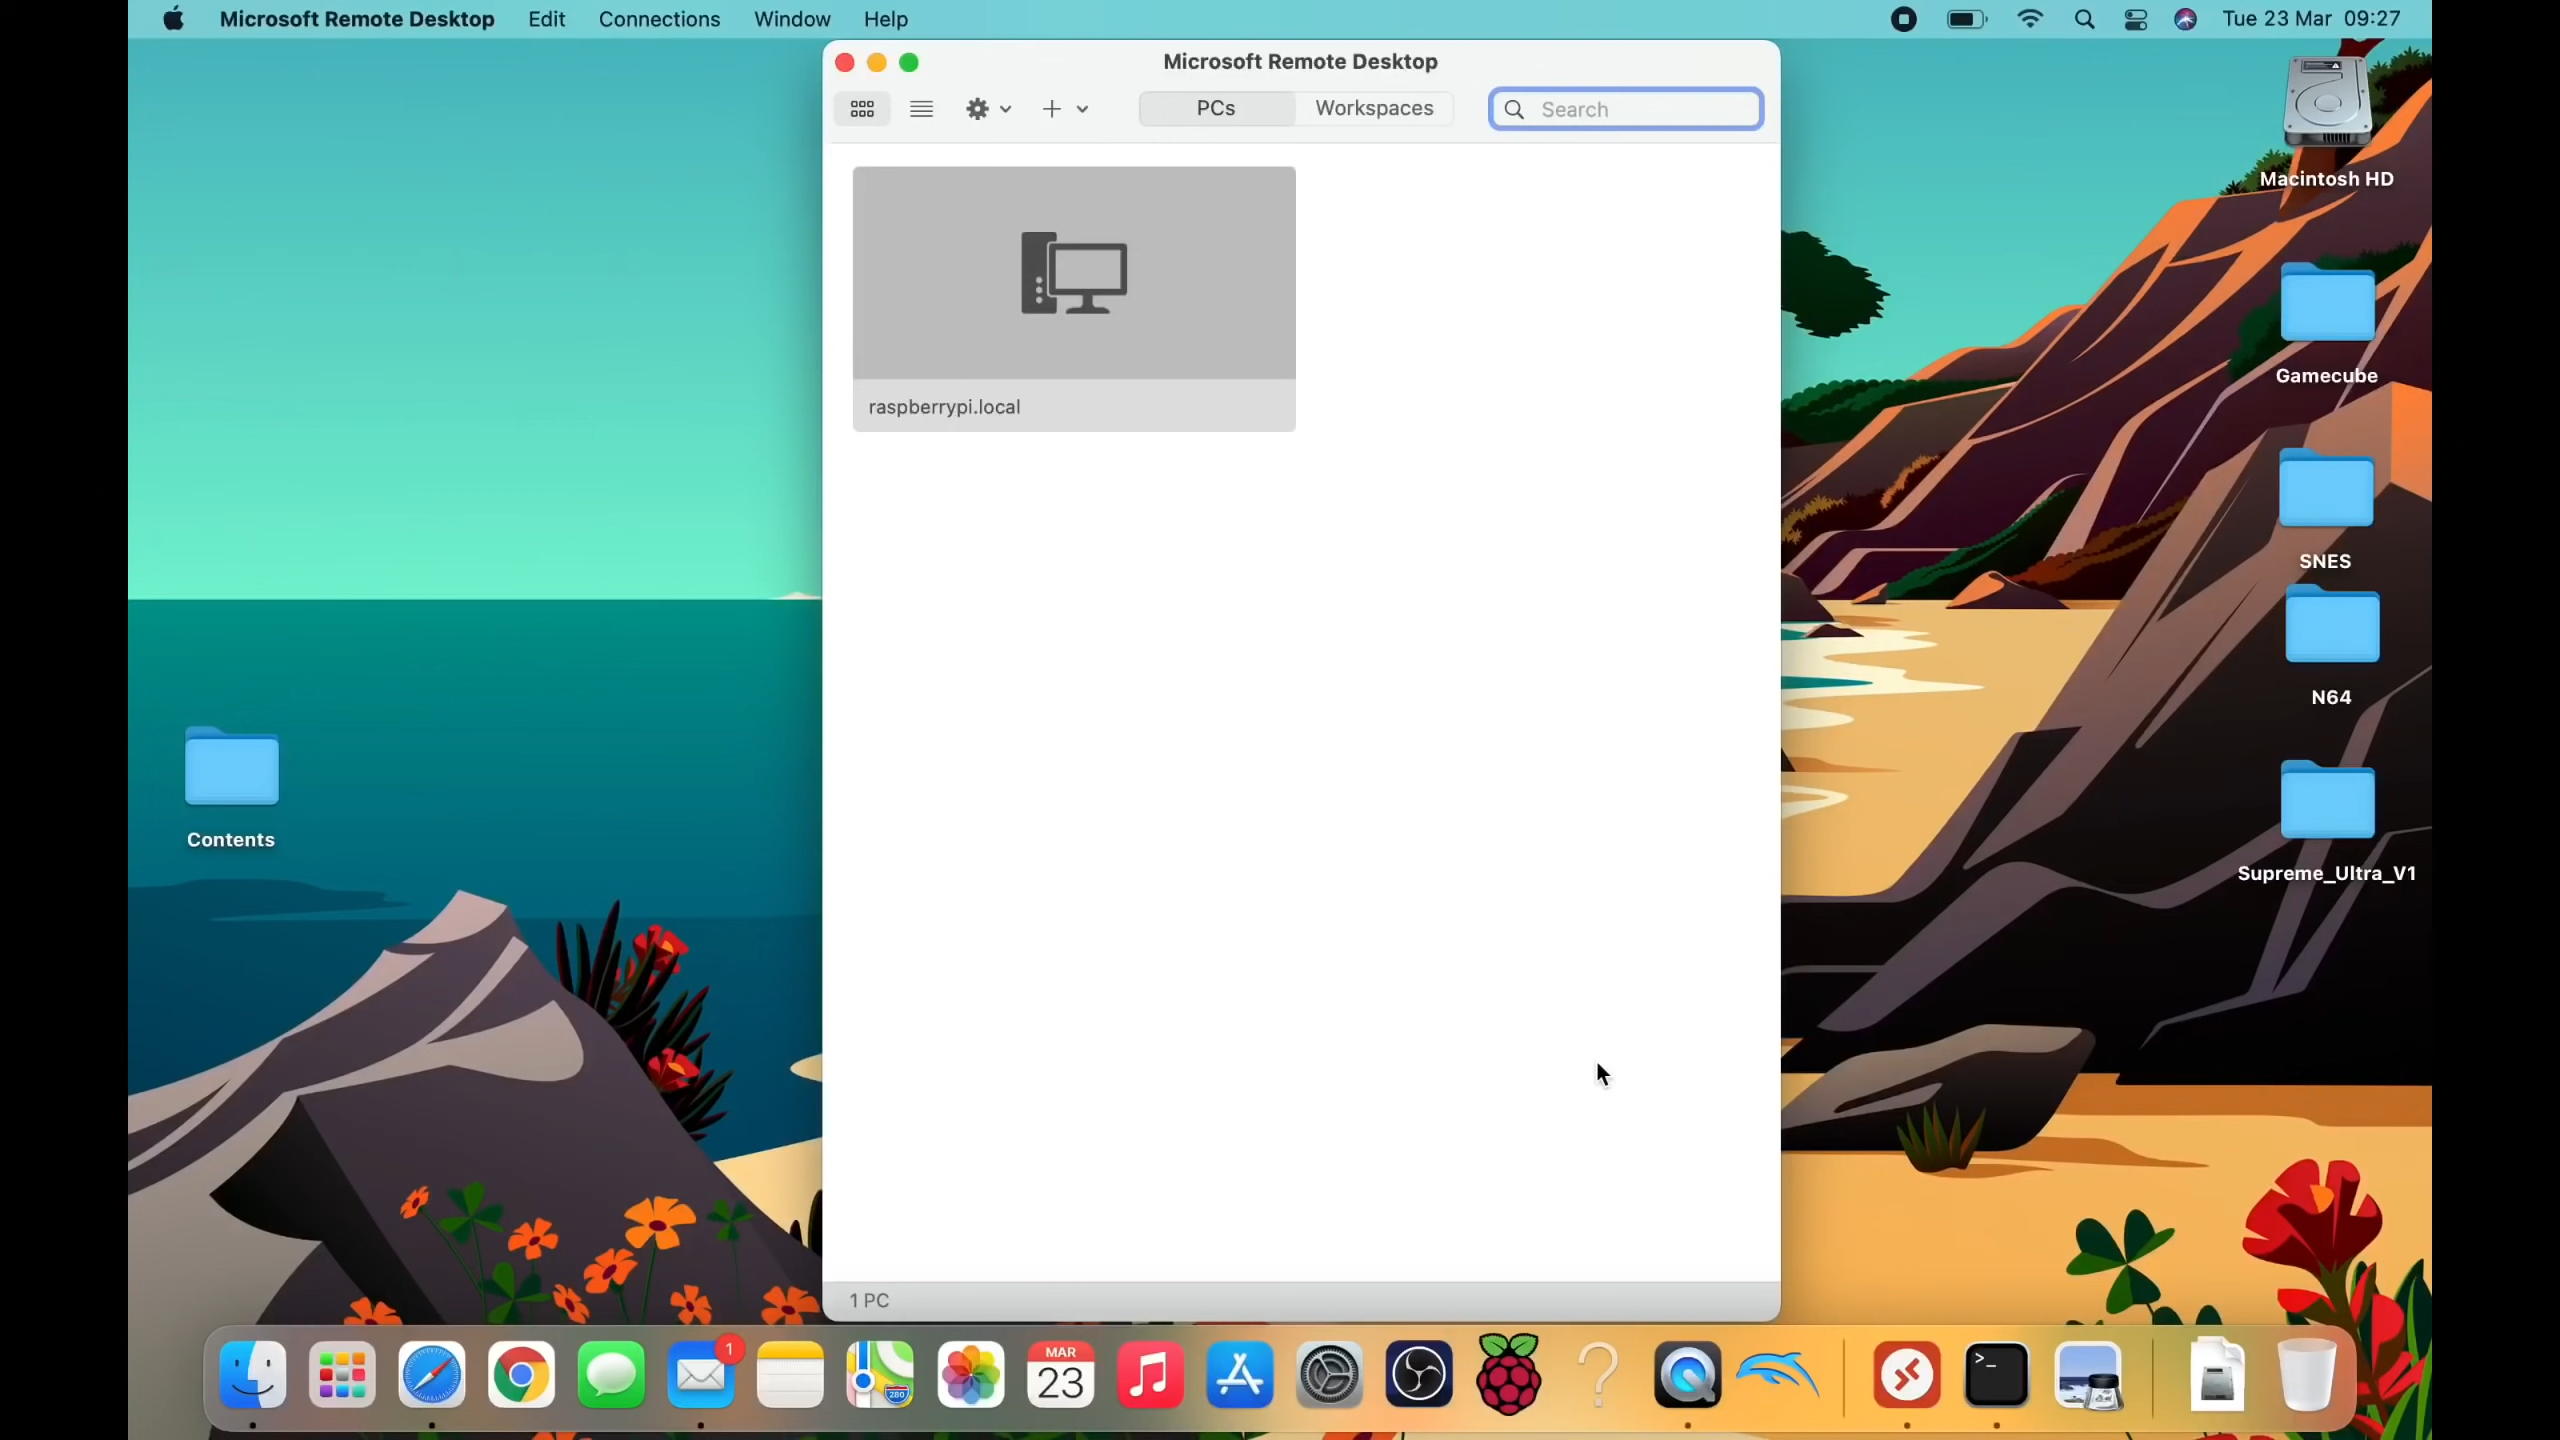 Microsoft Remote Desktop Edit Connections Window Help Tue 23 Mar 09:27
Microsoft Remote Desktop
PCs Workspaces Search
raspberrypi.local
1 PC
Macintosh HD
Gamecube
SNES
N64
Supreme_Ultra_V1
Contents
1
MAR
23
280
>_